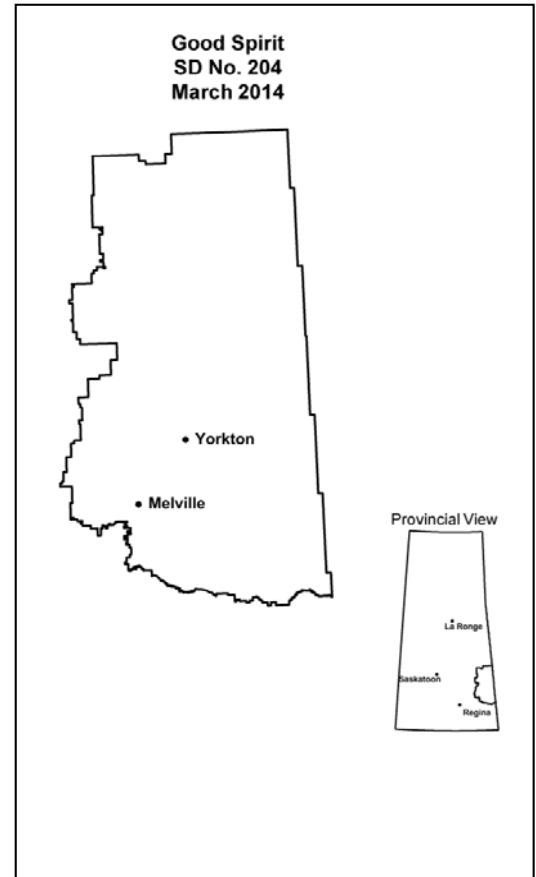 Good Spirit
SD No. 204
March 2014
Yorkton
Melville
Provincial View
La Ronge
Saskatoon
Regina